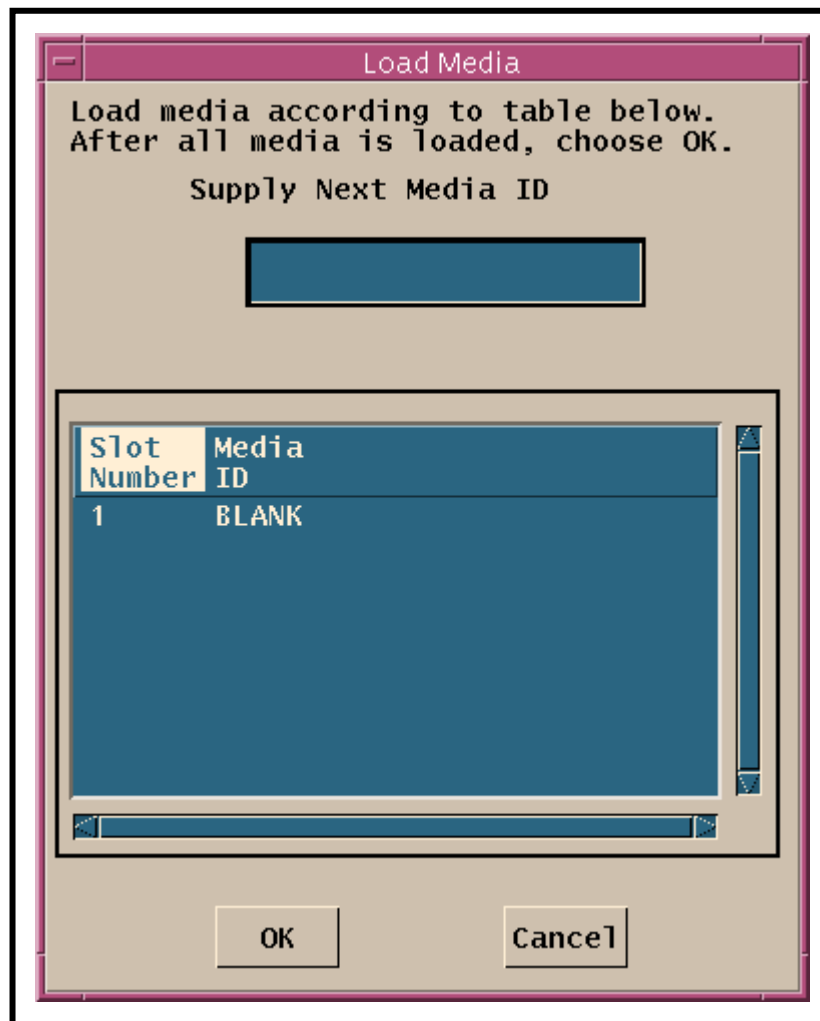 Load Media
Load media according to table below.
After all media is loaded, choose OK.
Supply Next Media ID
Slot Media
Number ID
1 BLANK
OK Cancel